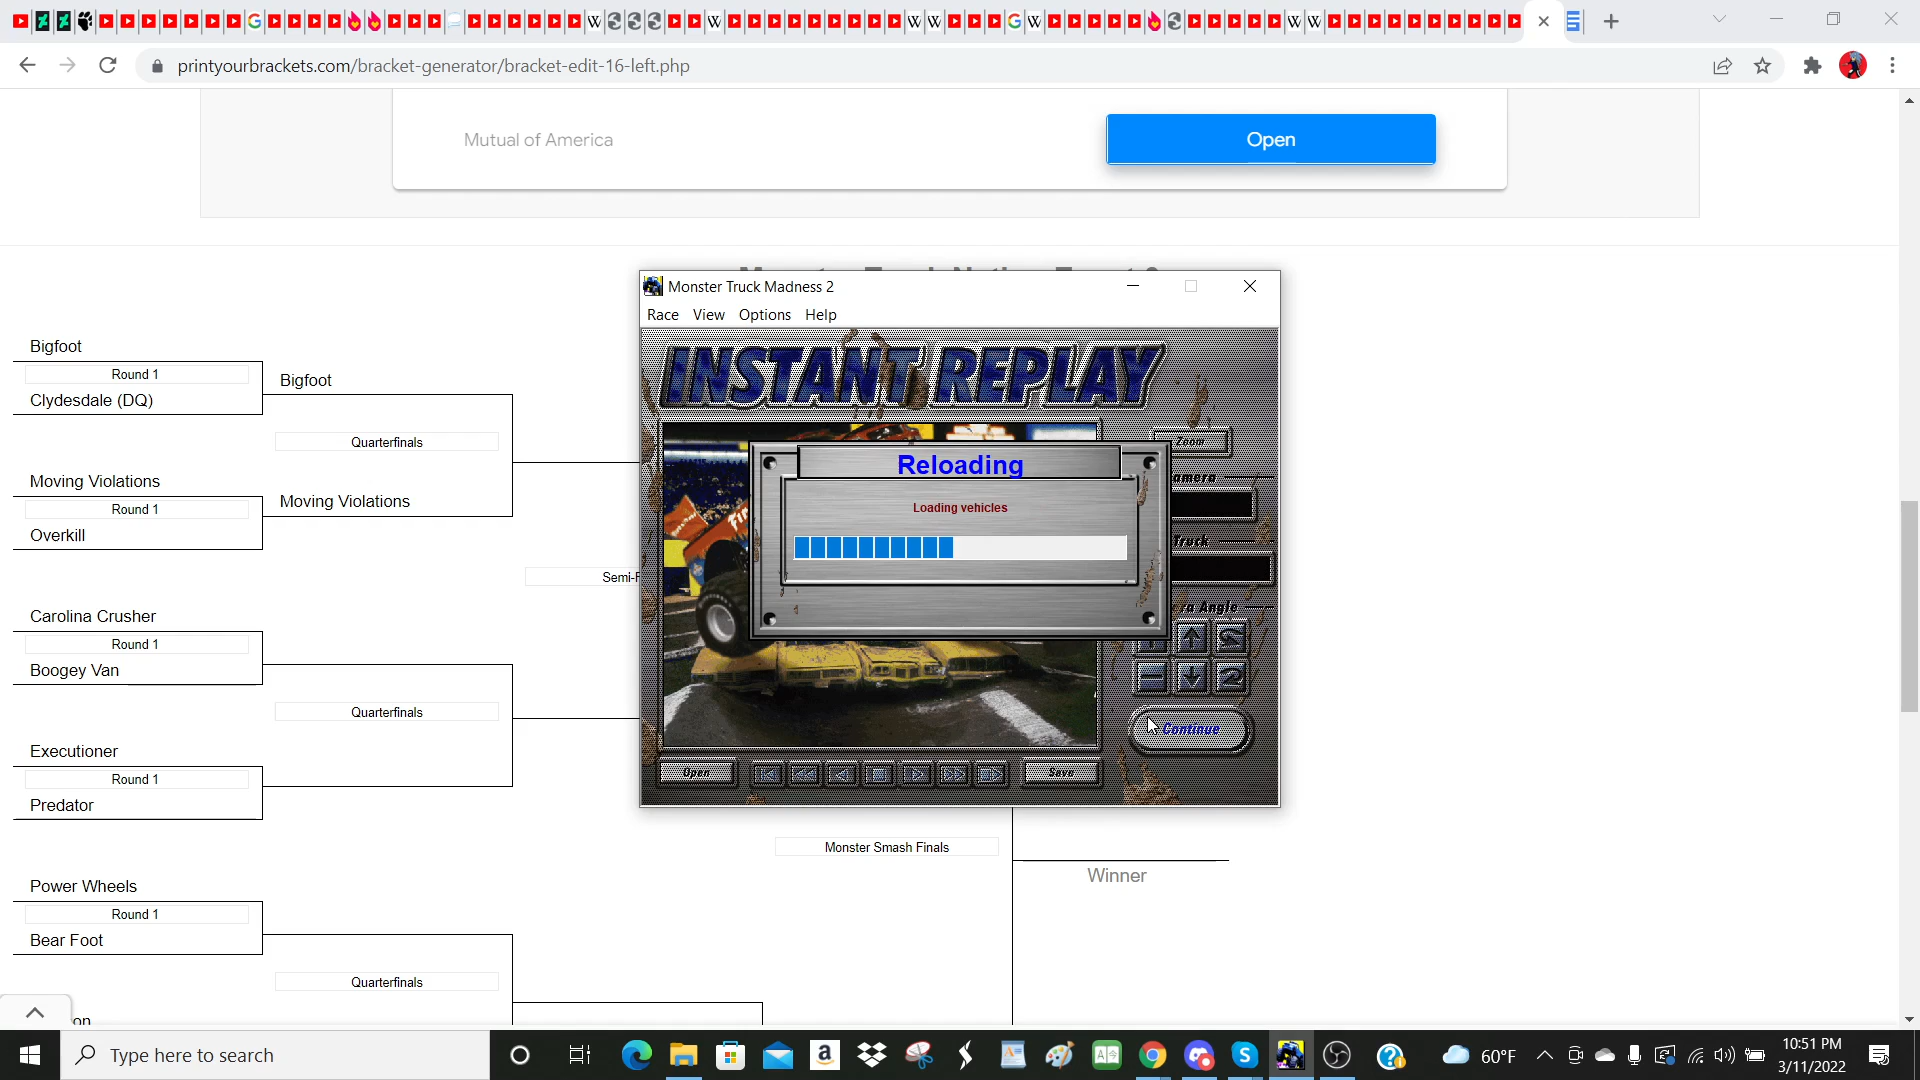 printyourbrackets.com/bracket-generator/bracket-edit-16-left.php
Mutual of America
Open
Monster Truck Madness 2
Race View Options Help
INSTANT REPLAY
Zoom
Reloading
Loading vehicles
Truck
Continue
Open
Save
Bigfoot
Round 1
Clydesdale (DQ)
Bigfoot
Quarterfinals
Moving Violations
Round 1
Overkill
Moving Violations
Semi-F
Carolina Crusher
Round 1
Boogey Van
Quarterfinals
Executioner
Round 1
Predator
Monster Smash Finals
Winner
Power Wheels
Round 1
Bear Foot
Quarterfinals
on
Type here to search
60°F
10:51 PM
3/11/2022